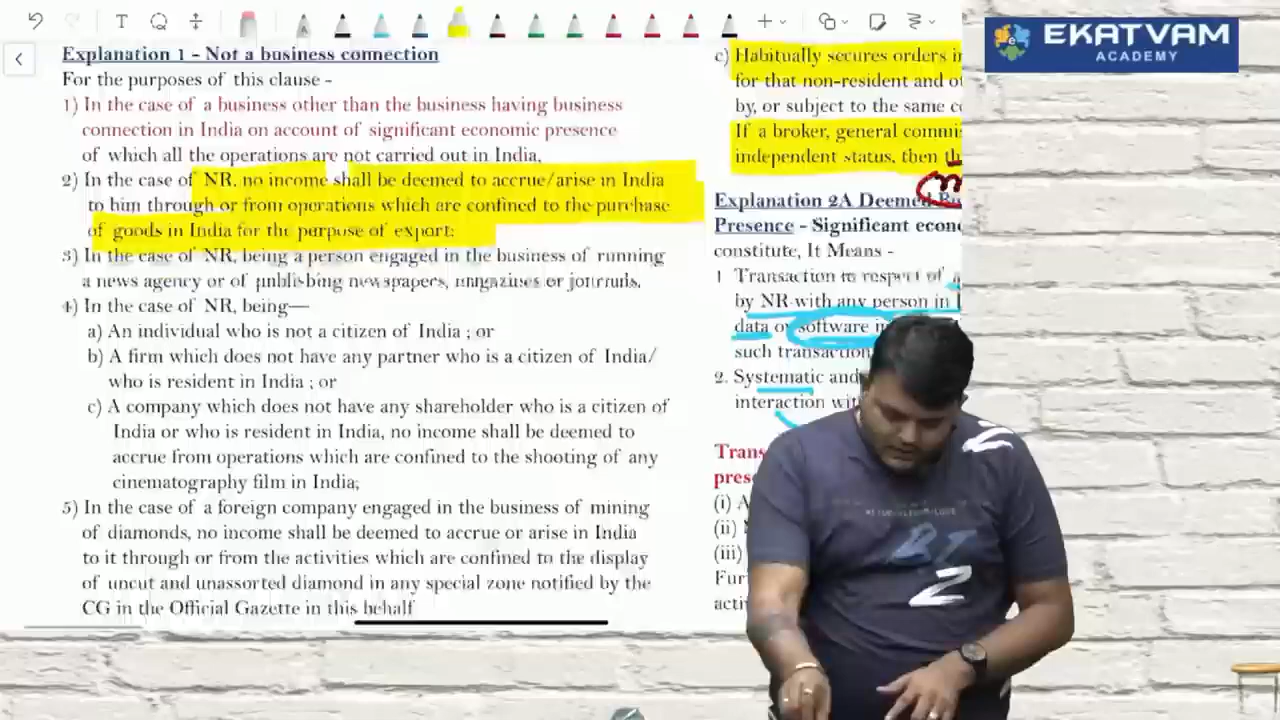 EKATVAM
ACADEMY
Explanation 1 - Not a business connection
For the purposes of this clause -
1) In the case of a business other than the business having business
connection in India on account of significant economic presence
of which all the operations are not carried out in India,
2) In the case of NR, no income shall be deemed to accrue/arise in India
to him through or from operations which are confined to the purchase
of goods in India for the purpose of export;
3) In the case of NR, being a person engaged in the business of running
a news agency or of publishing newspapers, magazines or journals,
4) In the case of NR, being—
a) An individual who is not a citizen of India ; or
b) A firm which does not have any partner who is a citizen of India/
who is resident in India ; or
c) A company which does not have any shareholder who is a citizen of
India or who is resident in India, no income shall be deemed to
accrue from operations which are confined to the shooting of any
cinematography film in India;
5) In the case of a foreign company engaged in the business of mining
of diamonds, no income shall be deemed to accrue or arise in India
to it through or from the activities which are confined to the display
of uncut and unassorted diamond in any special zone notified by the
CG in the Official Gazette in this behalf
c) Habitually secures orders
for that non-resident and
by, or subject to the same
If a broker, general
independent status, then
Explanation 2A Deemed
Presence - Significant
constitute, It Means -
1 Transaction in respect of
by NR with any person in
data or software
such transaction
2. Systematic and
interaction
(i)
(ii)
(iii)